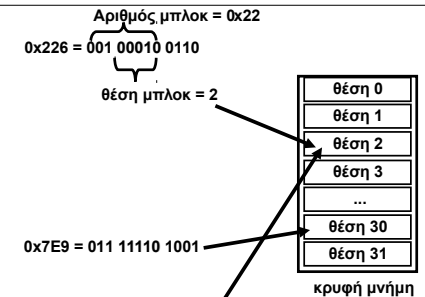 Αριθμός μπλοκ = 0x22
0x226 = 001 00010 0110
θέση μπλοκ = 2
θέση 0
θέση 1
θέση 2
θέση 3
...
θέση 30
0x7E9 = 011 11110 1001
θέση 31
κρυφή μνήμη